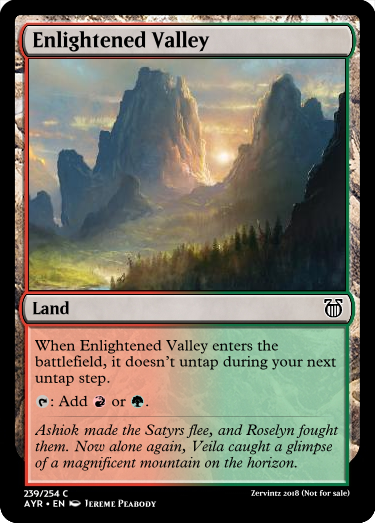 Enlightened Valley
Land
When Enlightened Valley enters the
battlefield, it doesn't untap during your next
untap step.
: Add or .
Ashiok made the Satyrs flee, and Roselyn fought
them. Now alone again, Veila caught a glimpse
of a magnificent mountain on the horizon.
239/254 C
Zervintz 2018 (Not for sale)
AYR • EN Jereme Peabody